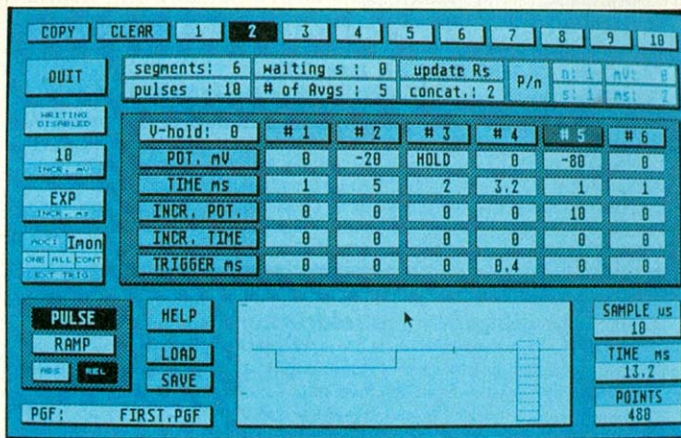 COPY CLEAR 1 2 3 4 5 6 7 8 9 10
QUIT
segments: 6 waiting s : 0 update Rs P/n n: 1 mV: 0
pulses : 10 # of Avgs : 5 concat.: 2 s: 1 ms: 2
WRITING
DISABLED
10
INCR. mV
EXP
INCR. ms
ADC: Imon
ONE ALL CONT
EXT TRIG
V-hold: 0 # 1 # 2 # 3 # 4 # 5 # 6
POT. mV 0 -20 HOLD 0 -80 0
TIME ms 1 5 2 3.2 1 1
INCR. POT. 0 0 0 0 10 0
INCR. TIME 0 0 0 0 0 0
TRIGGER ms 0 0 0 0.4 0 0
PULSE
RAMP
ABS REL
HELP
LOAD
SAVE
PGF: FIRST.PGF
SAMPLE µs
10
TIME ms
13.2
POINTS
480